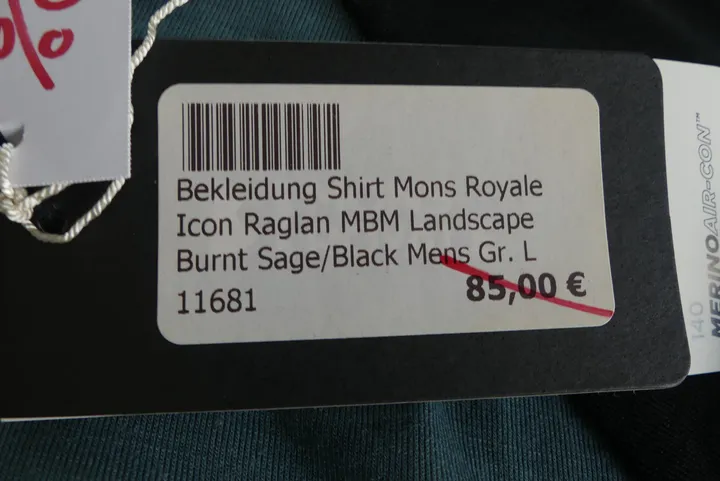 %
Bekleidung Shirt Mons Royale
Icon Raglan MBM Landscape
Burnt Sage/Black Mens Gr. L
85,00 €
11681
140
MERINOAIR-CON™